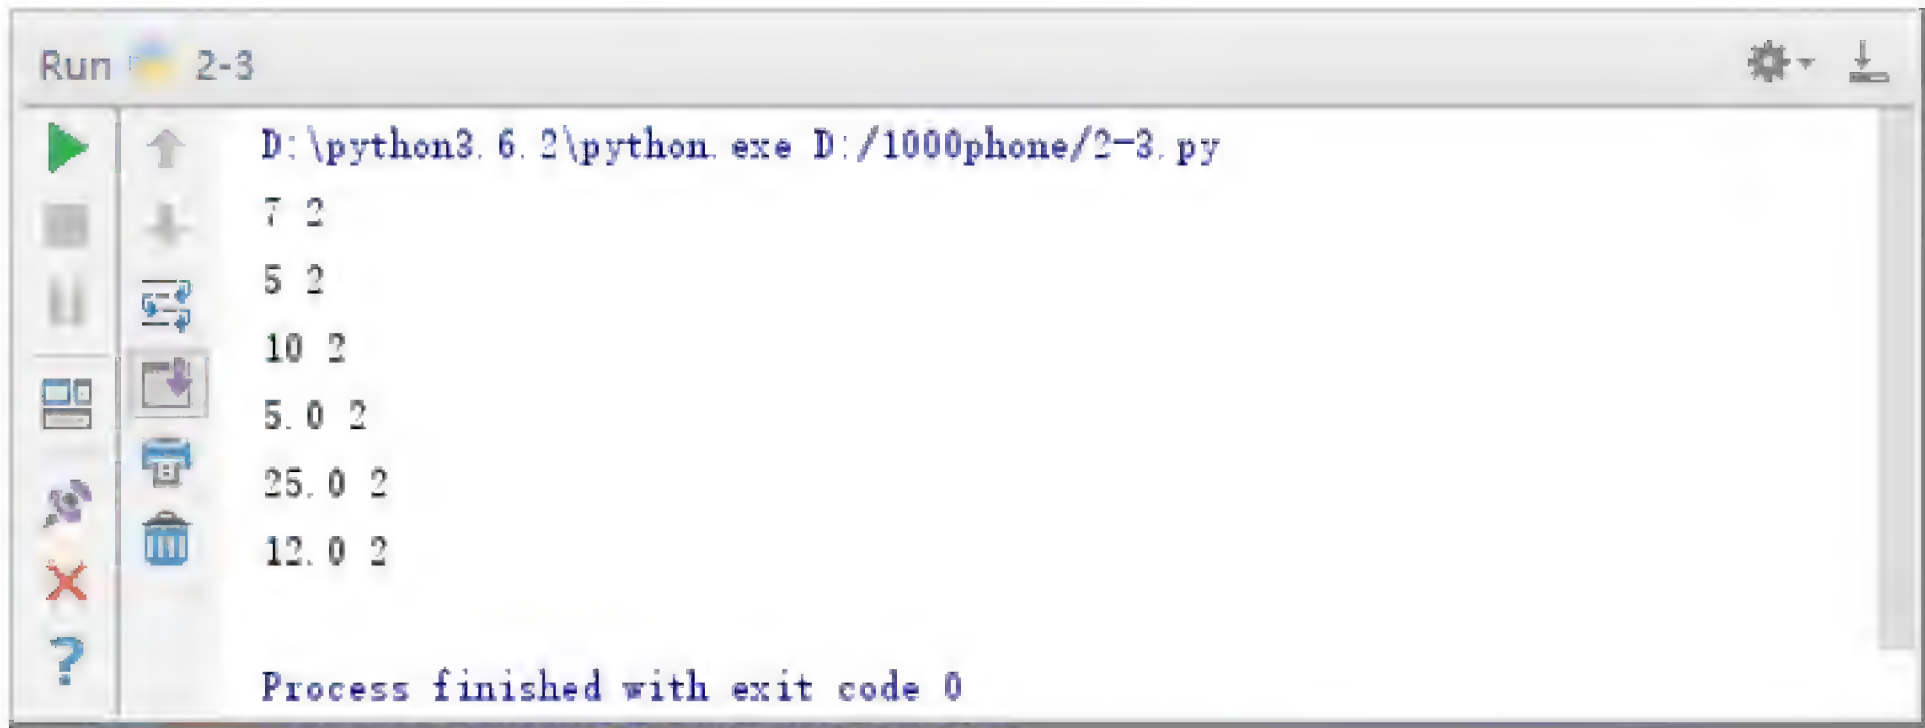 Run 2-3
D:\python3.6.2\python.exe D:/1000phone/2-3.py
7 2
5 2
10 2
5.0 2
25.0 2
12.0 2
Process finished with exit code 0